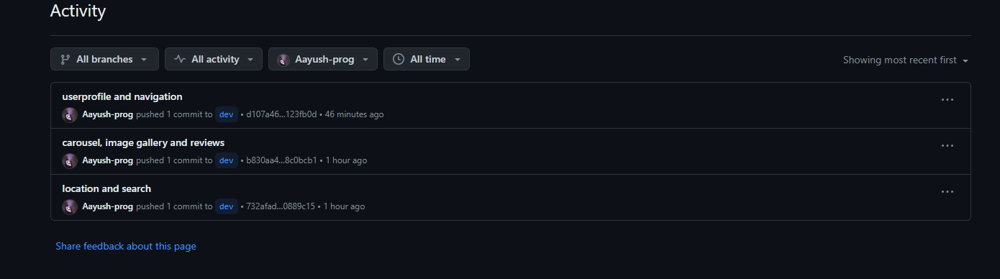 Activity
All branches All activity Aayush-prog All time Showing most recent first
userprofile and navigation
Aayush-prog pushed 1 commit to dev • d107a46...123fb0d • 46 minutes ago
carousel, image gallery and reviews
Aayush-prog pushed 1 commit to dev • b830aa4...8c0bcb1 • 1 hour ago
location and search
Aayush-prog pushed 1 commit to dev • 732afad...0889c15 • 1 hour ago
Share feedback about this page